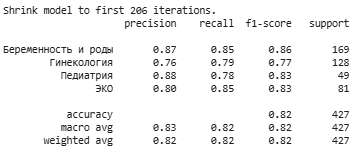 Shrink model to first 206 iterations.
precision recall f1-score support
Беременность и роды 0.87 0.85 0.86 169
Гинекология 0.76 0.79 0.77 128
Педиатрия 0.88 0.78 0.83 49
ЭКО 0.80 0.85 0.83 81
accuracy 0.82 427
macro avg 0.83 0.82 0.82 427
weighted avg 0.82 0.82 0.82 427